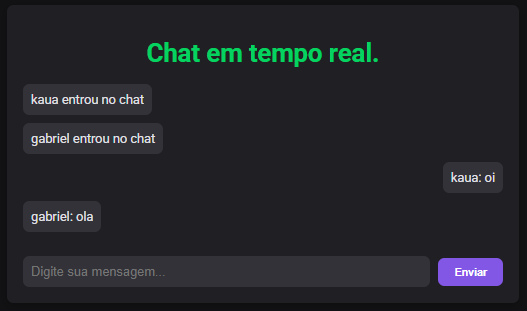 Chat em tempo real.
kaua entrou no chat
gabriel entrou no chat
kaua: oi
gabriel: ola
Digite sua mensagem...
Enviar